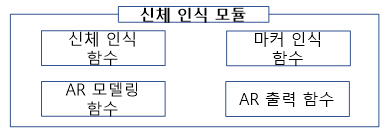 신체 인식 모듈
신체 인식
함수
마커 인식
함수
AR 모델링
함수
AR 출력 함수